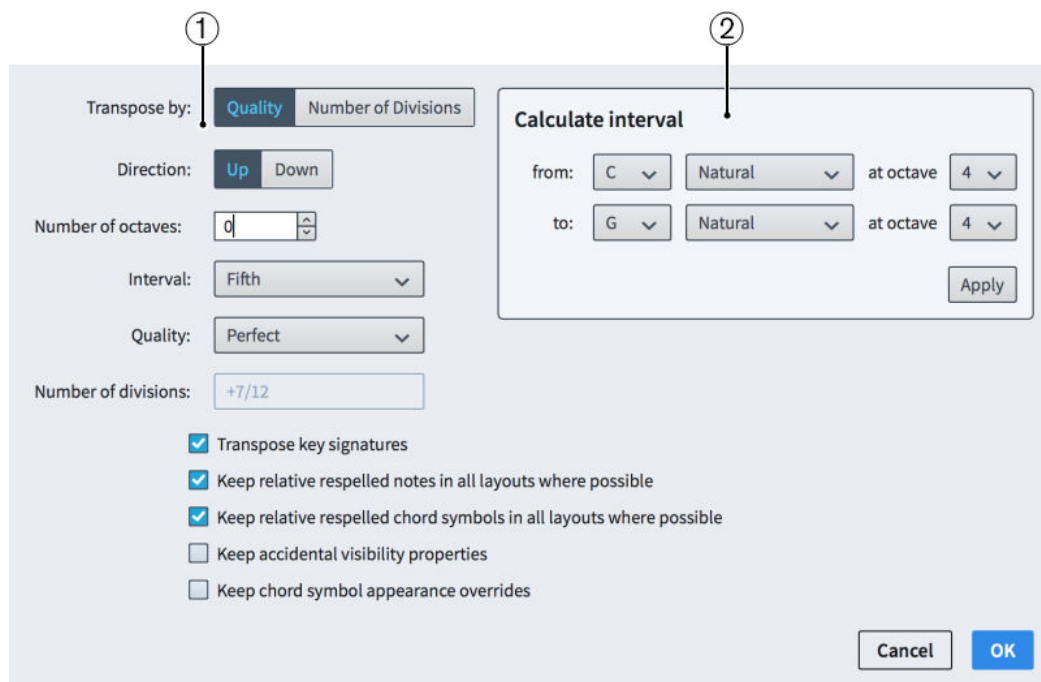 1
2
Transpose by: Quality Number of Divisions
Direction: Up Down
Number of octaves: 0
Interval: Fifth
Quality: Perfect
Number of divisions: +7/12
Calculate interval
from: C Natural at octave 4
to: G Natural at octave 4
Apply
Transpose key signatures
Keep relative respelled notes in all layouts where possible
Keep relative respelled chord symbols in all layouts where possible
Keep accidental visibility properties
Keep chord symbol appearance overrides
Cancel OK